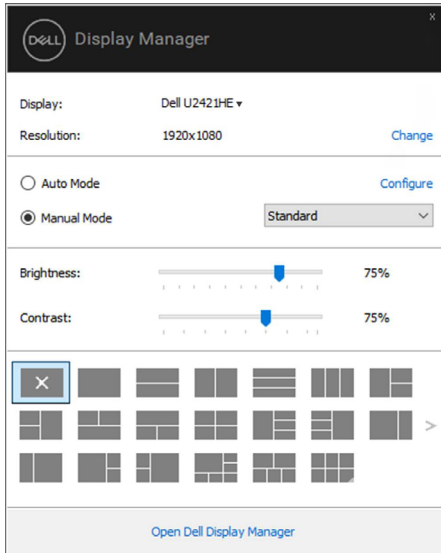 x
DELL Display Manager
Display: Dell U2421HE ▾
Resolution: 1920x1080 Change
Auto Mode Configure
Manual Mode Standard
Brightness: 75%
Contrast: 75%
Open Dell Display Manager